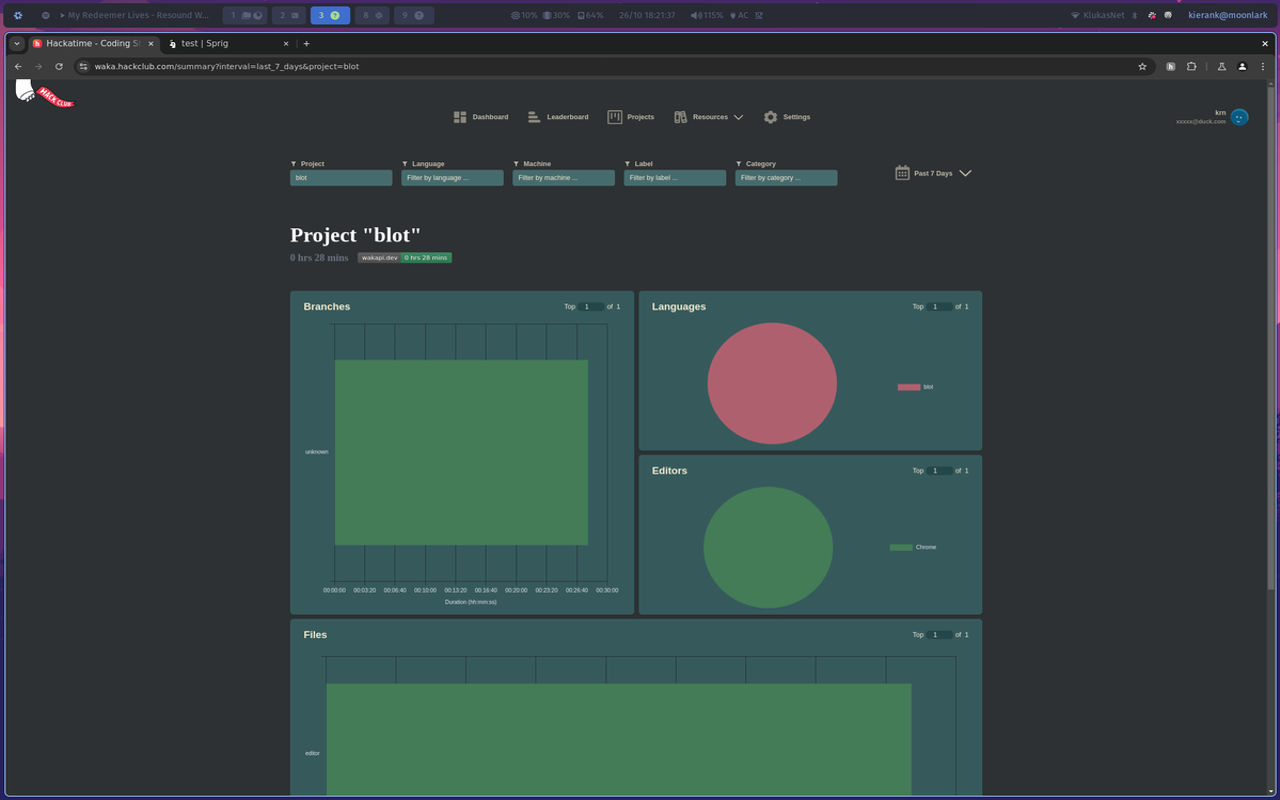 My Redeemer Lives - Resound W... 1 2 3 8 9 10% 30% 64% 26/10 18:21:37 115% AC KlukasNet kierank@moonlark
Hackatime - Coding S test | Sprig
waka.hackclub.com/summary?interval=last_7_days&project=blot
HACK CLUB
Dashboard Leaderboard Projects Resources Settings
krn
xxxxx@duck.com
Project Language Machine Label Category
blot Filter by language ... Filter by machine ... Filter by label ... Filter by category ... Past 7 Days
Project "blot"
0 hrs 28 mins wakapi.dev 0 hrs 28 mins
Branches Top 1 of 1
unknown
00:00:00 00:03:20 00:06:40 00:10:00 00:13:20 00:16:40 00:20:00 00:23:20 00:26:40 00:30:00
Duration (hh:mm:ss)
Languages Top 1 of 1
blot
Editors Top 1 of 1
Chrome
Files Top 1 of 1
editor